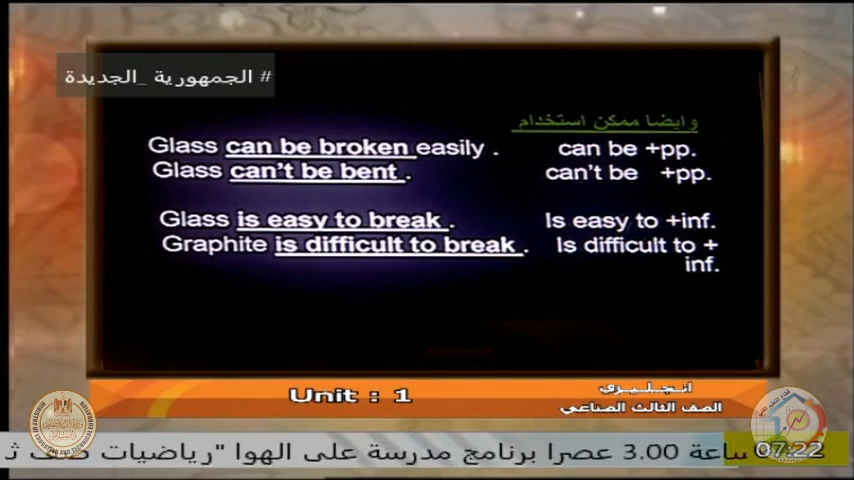 # الجمهورية _الجديدة
وايضا ممكن استخدام
Glass can be broken easily . can be +pp.
Glass can't be bent . can't be +pp.
Glass is easy to break . Is easy to +inf.
Graphite is difficult to break . Is difficult to +
inf.
Unit : 1
انجليزي
الصف الثالث الصناعي
3.00 عصرا برنامج مدرسة على الهوا "رياضيات
07:22